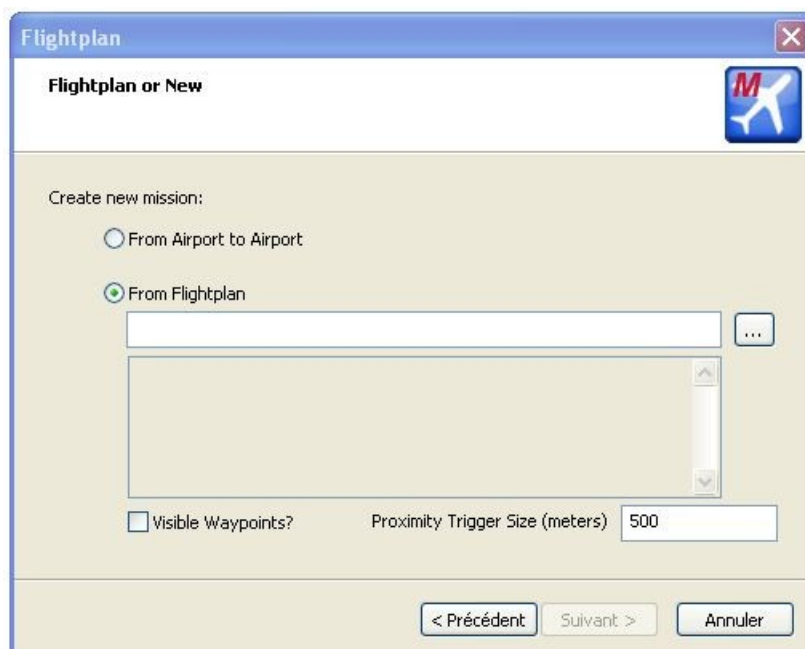 Flightplan
Flightplan or New
M
Create new mission:
From Airport to Airport
From Flightplan
...
Visible Waypoints? Proximity Trigger Size (meters) 500
< Précédent Suivant > Annuler